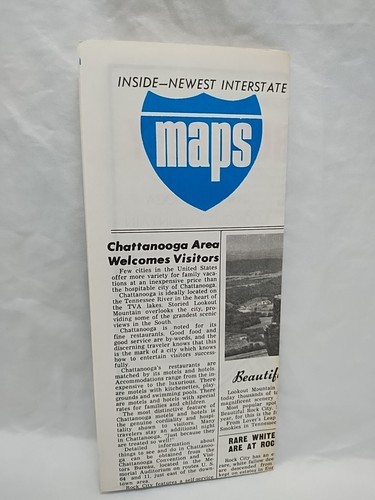 INSIDE—NEWEST INTERSTATE
maps
Chattanooga Area
Welcomes Visitors
Few cities in the United States
offer more variety for family vaca-
tions at an inexpensive price than
the hospitable city of Chattanooga.
Chattanooga is ideally located on
the Tennessee River in the heart of
the TVA lakes. Storied Lookout
Mountain overlooks the city, pro-
viding some of the grandest scenic
views in the South.
Chattanooga is noted for its
fine restaurants. Good food and
good service are by-words, and the
discerning traveler knows that this
is the mark of a city which knows
how to entertain visitors success-
fully.
Chattanooga's restaurants are
matched by its motels and hotels.
Accommodations range from the in-
expensive to the luxurious. There
are motels with kitchenettes, play-
grounds and swimming pools. There
are motels and hotels with special
rates for families and children.
The most distinctive feature of
Chattanooga motels and hotels is
the genuine cordiality and hospi-
tality shown to visitors. Many
travelers stay an additional night
in Chattanooga, "just because they
are treated so well!"
Detailed information about
things to see and do in Chattanoo-
ga can be obtained from the
Chattanooga Convention and Visi-
tors Bureau, located in the Me-
morial Auditorium on routes U. S.
64 and 11, just east of the down-
town area.
Rock City features a self-service
Beautif
Lookout Mountain
today thousands of
magnificent scenery
Most popular spot
beautiful Rock City.
year, for this is the
From Lover's Leap
tomobiles in Tennessee
RARE WHITE
ARE AT ROC
Rock City has an
rare, white fallow dee
are descended from
kept on estates in